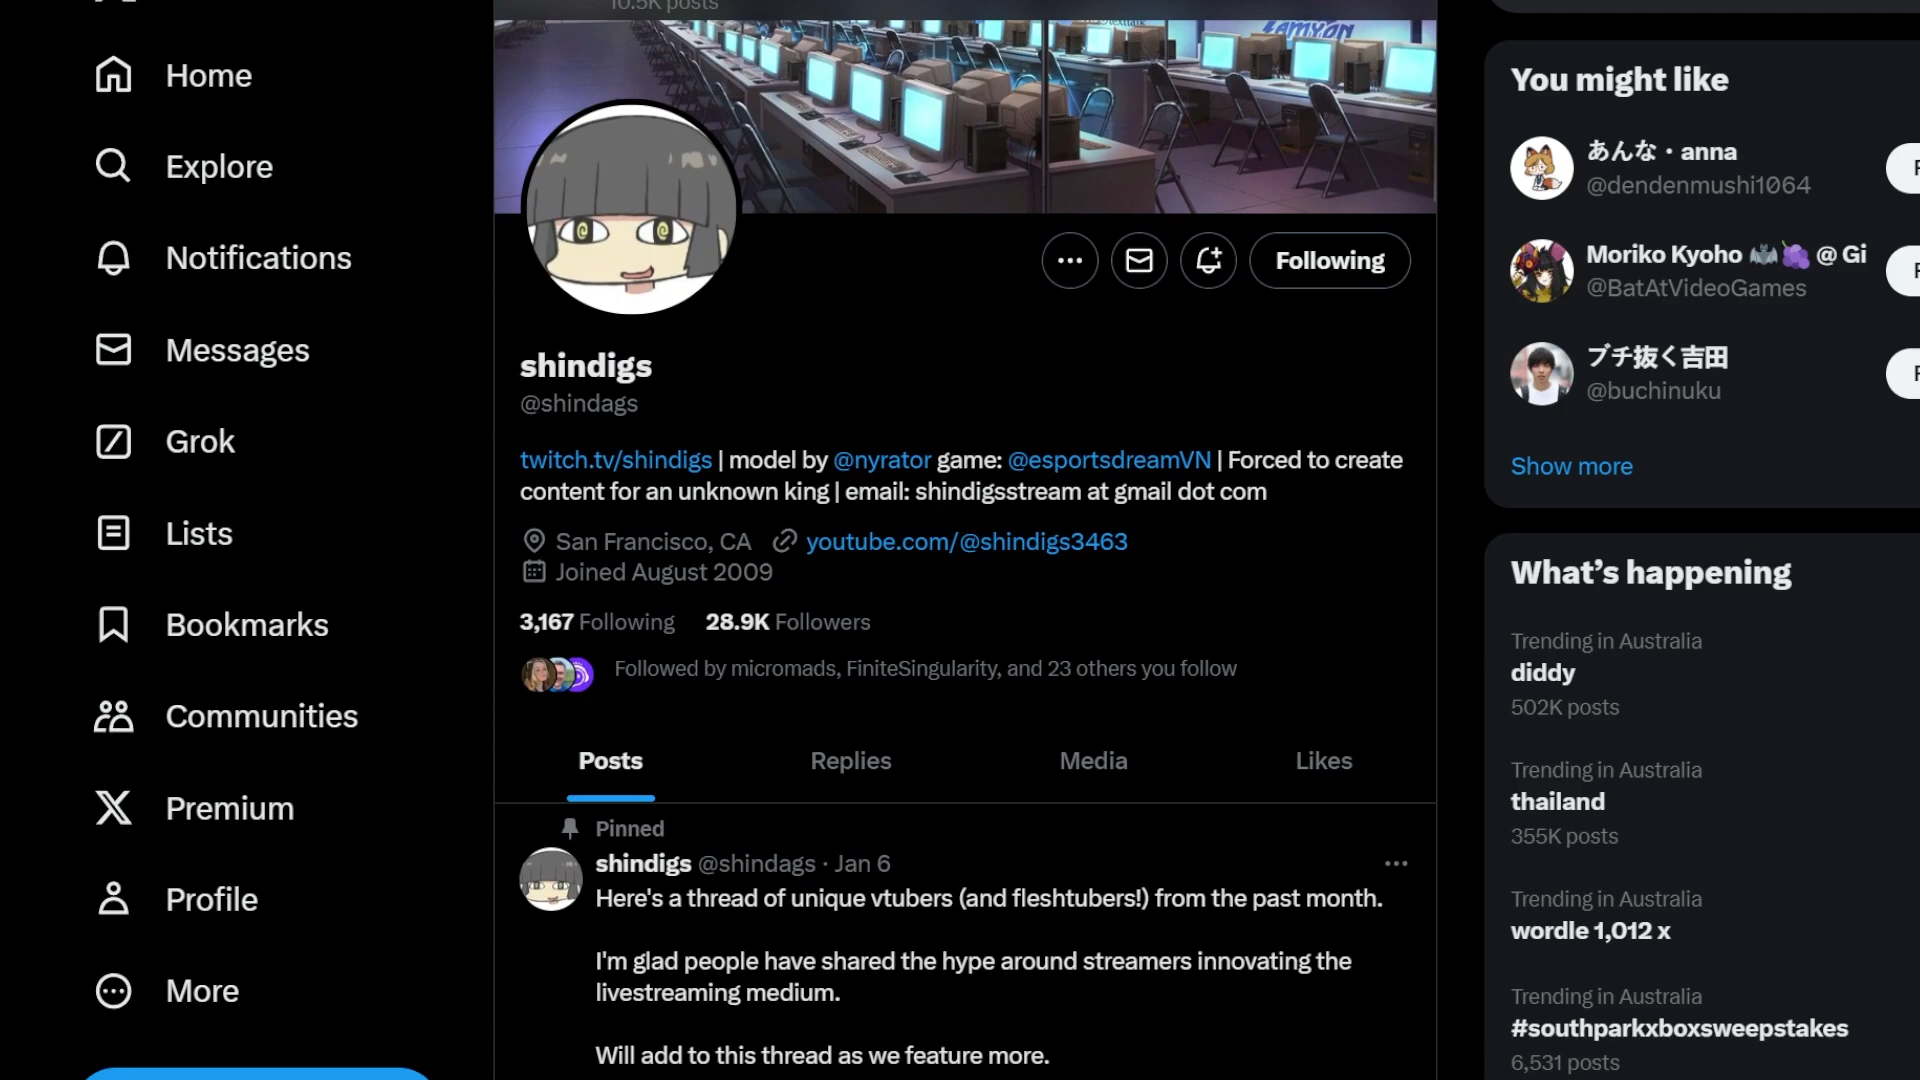 10.5K posts
ZAMYON
Home
Explore
Notifications
Messages
Grok
Lists
Bookmarks
Communities
Premium
Profile
More
Following
shindigs
@shindags
twitch.tv/shindigs | model by @nyrator game: @esportsdreamVN | Forced to create
content for an unknown king | email: shindigsstream at gmail dot com
San Francisco, CA youtube.com/@shindigs3463
Joined August 2009
3,167 Following 28.9K Followers
Followed by micromads, FiniteSingularity, and 23 others you follow
Posts Replies Media Likes
Pinned
shindigs @shindags · Jan 6
Here's a thread of unique vtubers (and fleshtubers!) from the past month.
I'm glad people have shared the hype around streamers innovating the
livestreaming medium.
Will add to this thread as we feature more.
You might like
あんな・anna
@dendenmushi1064
Moriko Kyoho 🦇🍇 @ Gi
@BatAtVideoGames
ブチ抜く吉田
@buchinuku
Show more
What's happening
Trending in Australia
diddy
502K posts
Trending in Australia
thailand
355K posts
Trending in Australia
wordle 1,012 x
Trending in Australia
#southparkxboxsweepstakes
6,531 posts